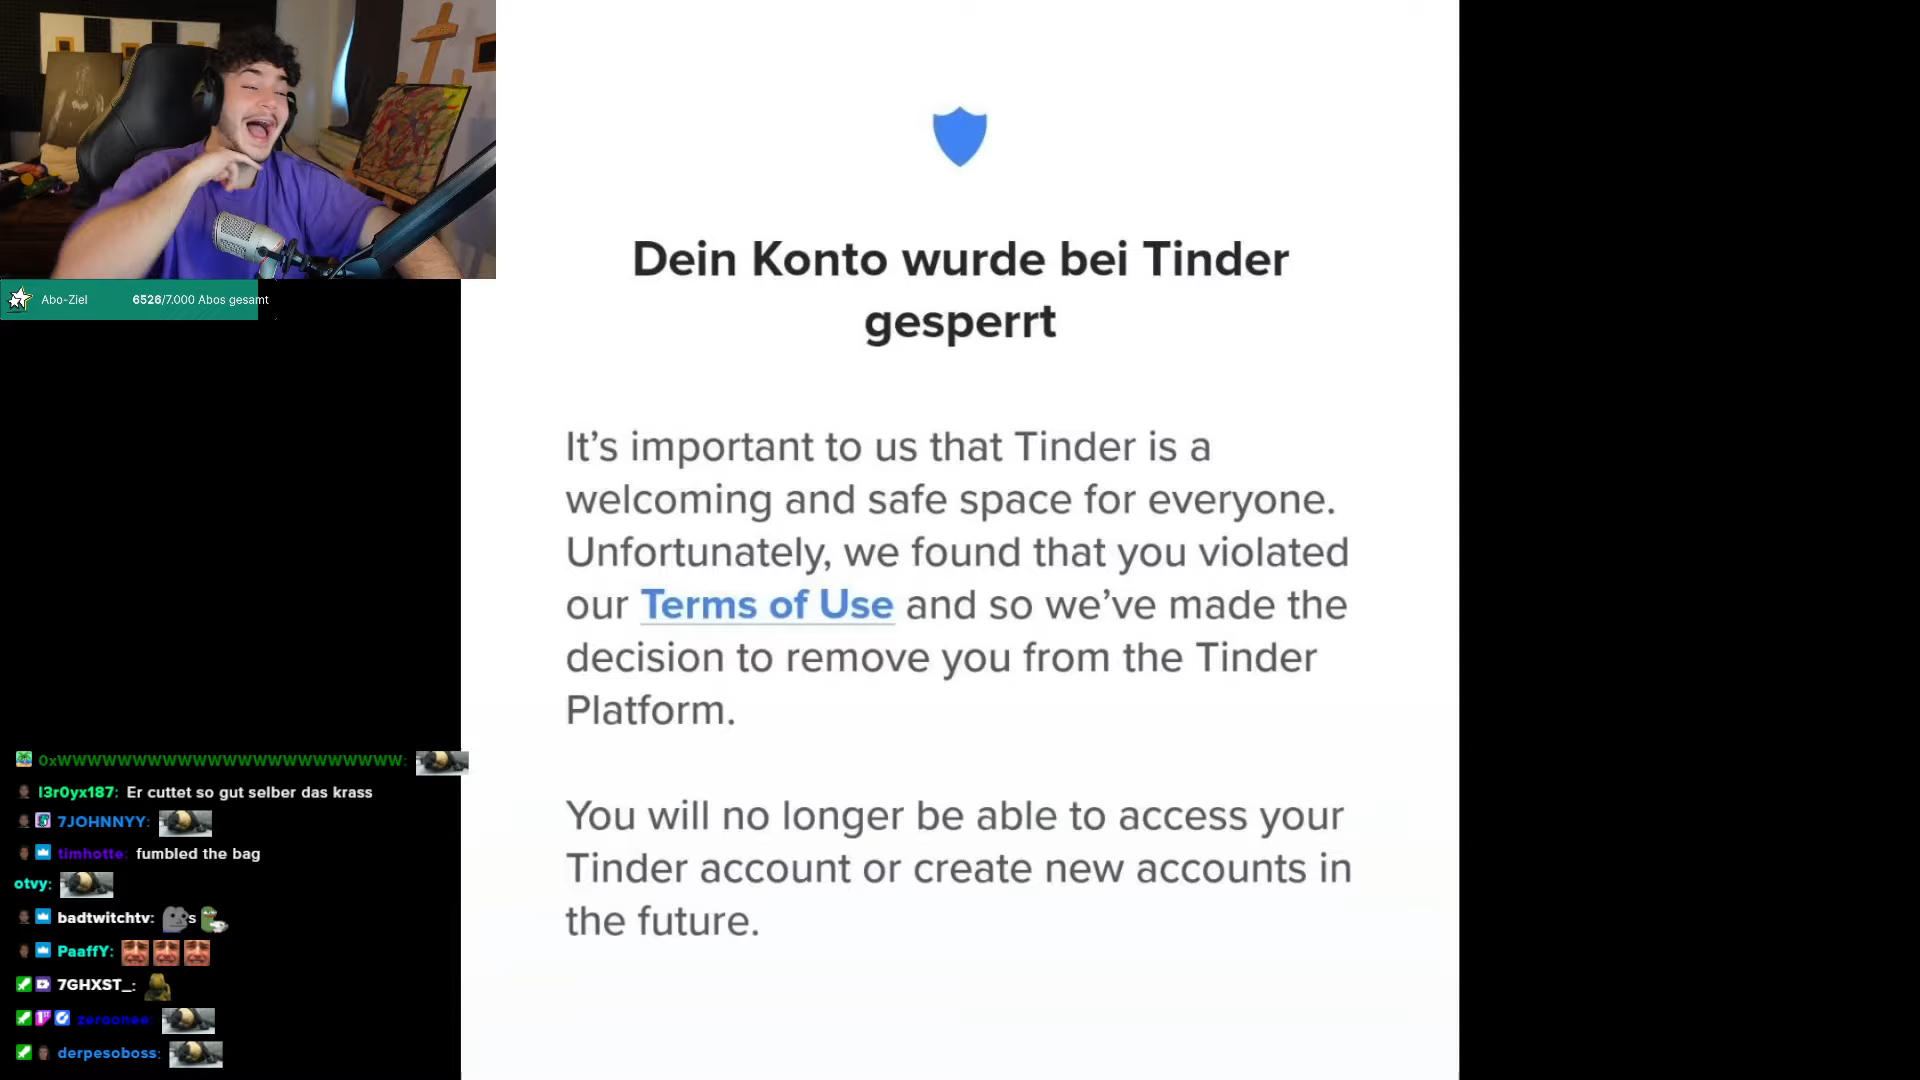 Abo-Ziel 6526/7.000 Abos gesamt
Dein Konto wurde bei Tinder
gesperrt
It's important to us that Tinder is a
welcoming and safe space for everyone.
Unfortunately, we found that you violated
our Terms of Use and so we've made the
decision to remove you from the Tinder
Platform.
You will no longer be able to access your
Tinder account or create new accounts in
the future.
l3r0yx187: Er cuttet so gut selber das krass
7JOHNNYY:
timhotte: fumbled the bag
otvy:
badtwitchtv: s
PaaffY:
7GHXST_:
zeroonee:
derpesoboss: